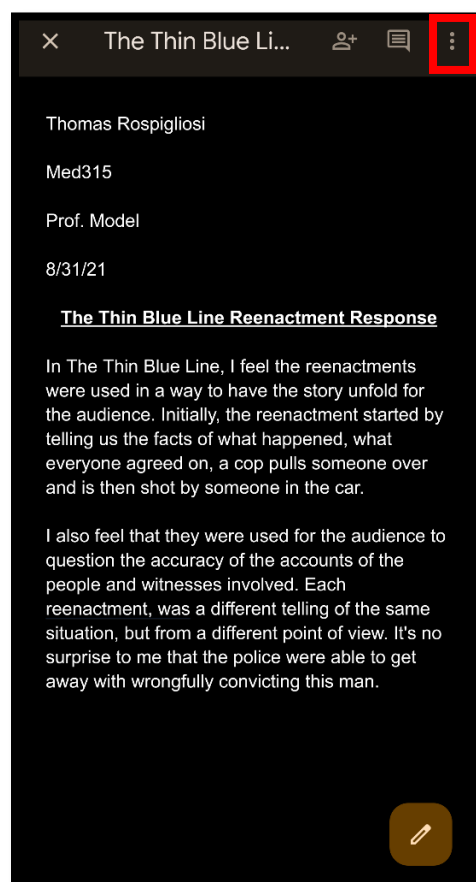 The Thin Blue Li...
Thomas Rospigliosi
Med315
Prof. Model
8/31/21
The Thin Blue Line Reenactment Response
In The Thin Blue Line, I feel the reenactments
were used in a way to have the story unfold for
the audience. Initially, the reenactment started by
telling us the facts of what happened, what
everyone agreed on, a cop pulls someone over
and is then shot by someone in the car.
I also feel that they were used for the audience to
question the accuracy of the accounts of the
people and witnesses involved. Each
reenactment, was a different telling of the same
situation, but from a different point of view. It's no
surprise to me that the police were able to get
away with wrongfully convicting this man.